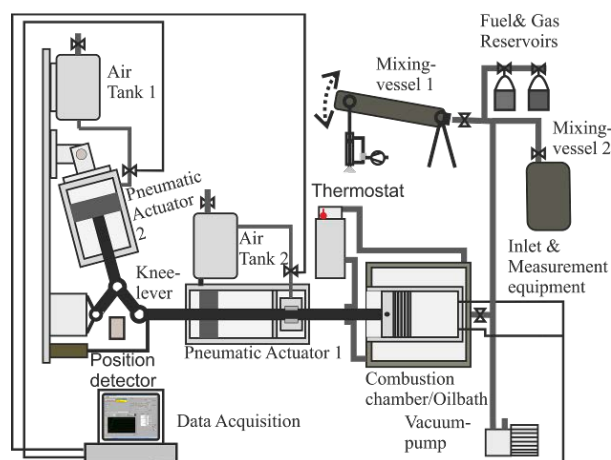 Fuel& Gas
Reservoirs
Air
Tank 1
Mixing-
vessel 1
Mixing-
vessel 2
Pneumatic
Actuator
2
Thermostat
Air
Tank 2
Knee-
lever
Inlet &
Measurement
equipment
Pneumatic Actuator 1
Position
detector
Combustion
chamber/Oilbath
Data Acquisition
Vacuum-
pump